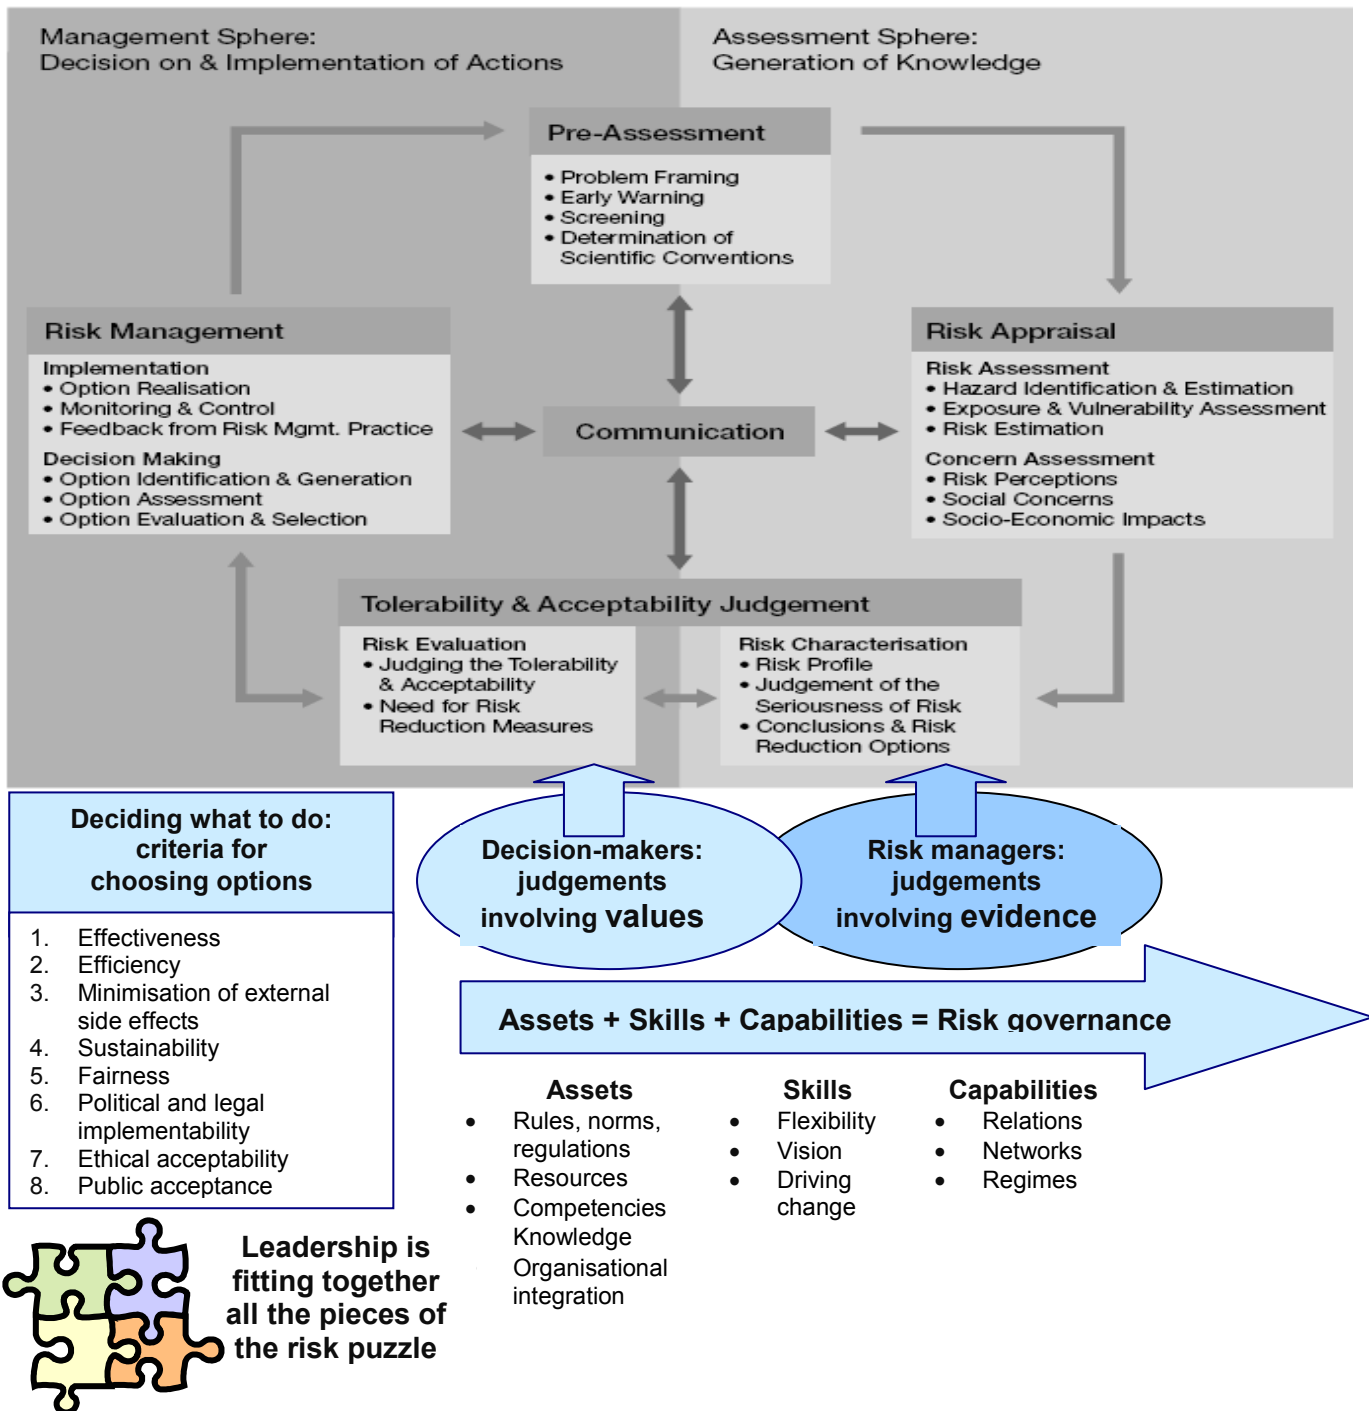 Management Sphere:
Decision on & Implementation of Actions
Assessment Sphere:
Generation of Knowledge
Pre-Assessment
• Problem Framing
• Early Warning
• Screening
• Determination of
Scientific Conventions
Risk Management
Implementation
• Option Realisation
• Monitoring & Control
• Feedback from Risk Mgmt. Practice
Decision Making
• Option Identification & Generation
• Option Assessment
• Option Evaluation & Selection
Communication
Risk Appraisal
Risk Assessment
• Hazard Identification & Estimation
• Exposure & Vulnerability Assessment
• Risk Estimation
Concern Assessment
• Risk Perceptions
• Social Concerns
• Socio-Economic Impacts
Tolerability & Acceptability Judgement
Risk Evaluation
• Judging the Tolerability
& Acceptability
• Need for Risk
Reduction Measures
Risk Characterisation
• Risk Profile
• Judgement of the
Seriousness of Risk
• Conclusions & Risk
Reduction Options
Deciding what to do:
criteria for
choosing options
1. Effectiveness
2. Efficiency
3. Minimisation of external
side effects
4. Sustainability
5. Fairness
6. Political and legal
implementability
7. Ethical acceptability
8. Public acceptance
Decision-makers:
judgements
involving values
Risk managers:
judgements
involving evidence
Assets + Skills + Capabilities = Risk governance
Assets
• Rules, norms,
regulations
• Resources
• Competencies
Knowledge
Organisational
integration
Skills
• Flexibility
• Vision
• Driving
change
Capabilities
• Relations
• Networks
• Regimes
Leadership is
fitting together
all the pieces of
the risk puzzle